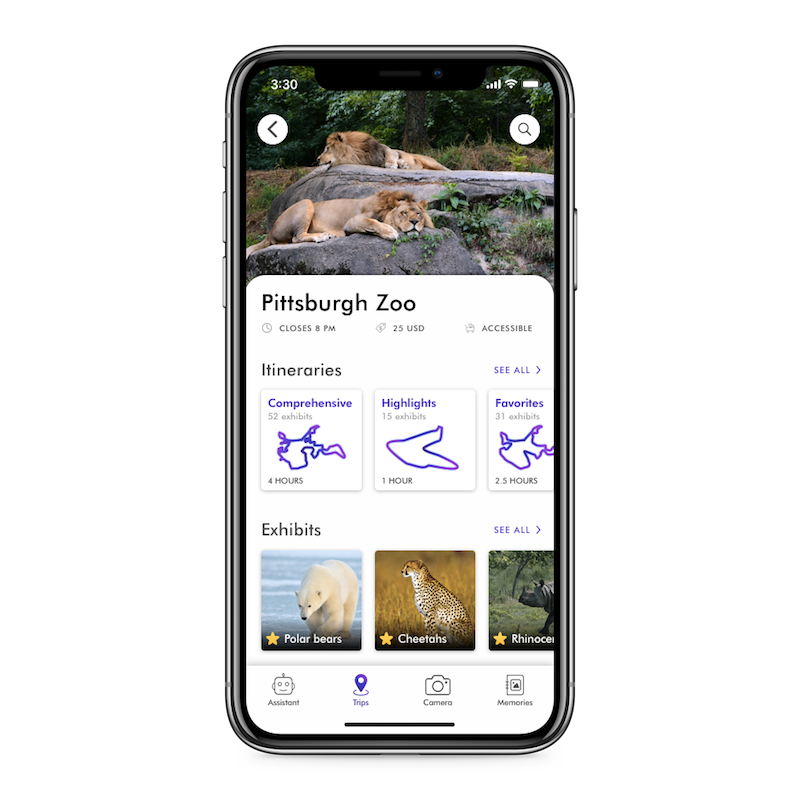 3:30
Pittsburgh Zoo
CLOSES 8 PM 25 USD ACCESSIBLE
Itineraries SEE ALL
Comprehensive Highlights Favorites
52 exhibits 15 exhibits 31 exhibits
4 HOURS 1 HOUR 2.5 HOURS
Exhibits SEE ALL
Polar bears Cheetahs Rhinocer
Assistant Trips Camera Memories